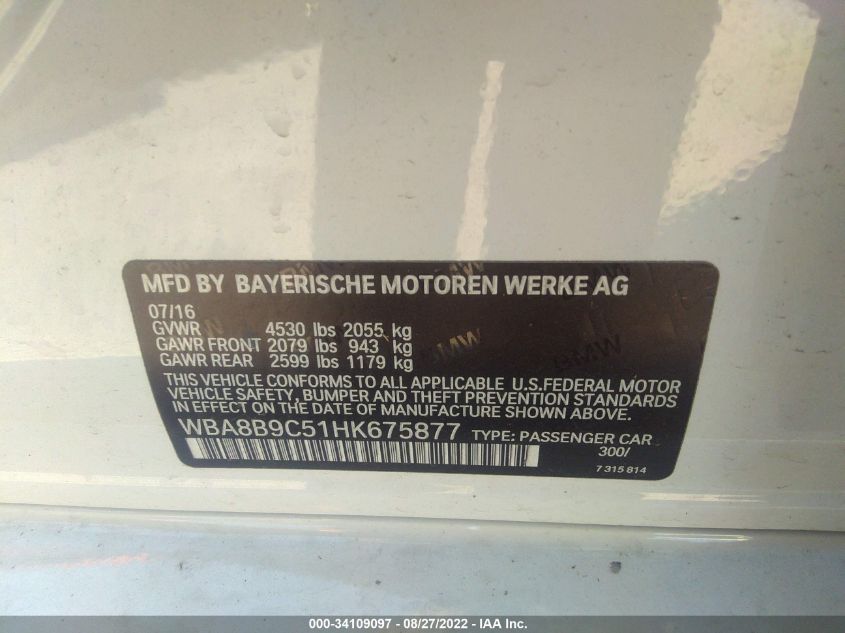 MFD BY BAYERISCHE MOTOREN WERKE AG
07/16
GVWR 4530 lbs 2055 kg
GAWR FRONT 2079 lbs 943 kg
GAWR REAR 2599 lbs 1179 kg
THIS VEHICLE CONFORMS TO ALL APPLICABLE U.S.FEDERAL MOTOR
VEHICLE SAFETY, BUMPER AND THEFT PREVENTION STANDARDS
IN EFFECT ON THE DATE OF MANUFACTURE SHOWN ABOVE.
WBA8B9C51HK675877 TYPE: PASSENGER CAR
300/
7 315 814
BMW BMW
000-34109097 - 08/27/2022 - IAA Inc.